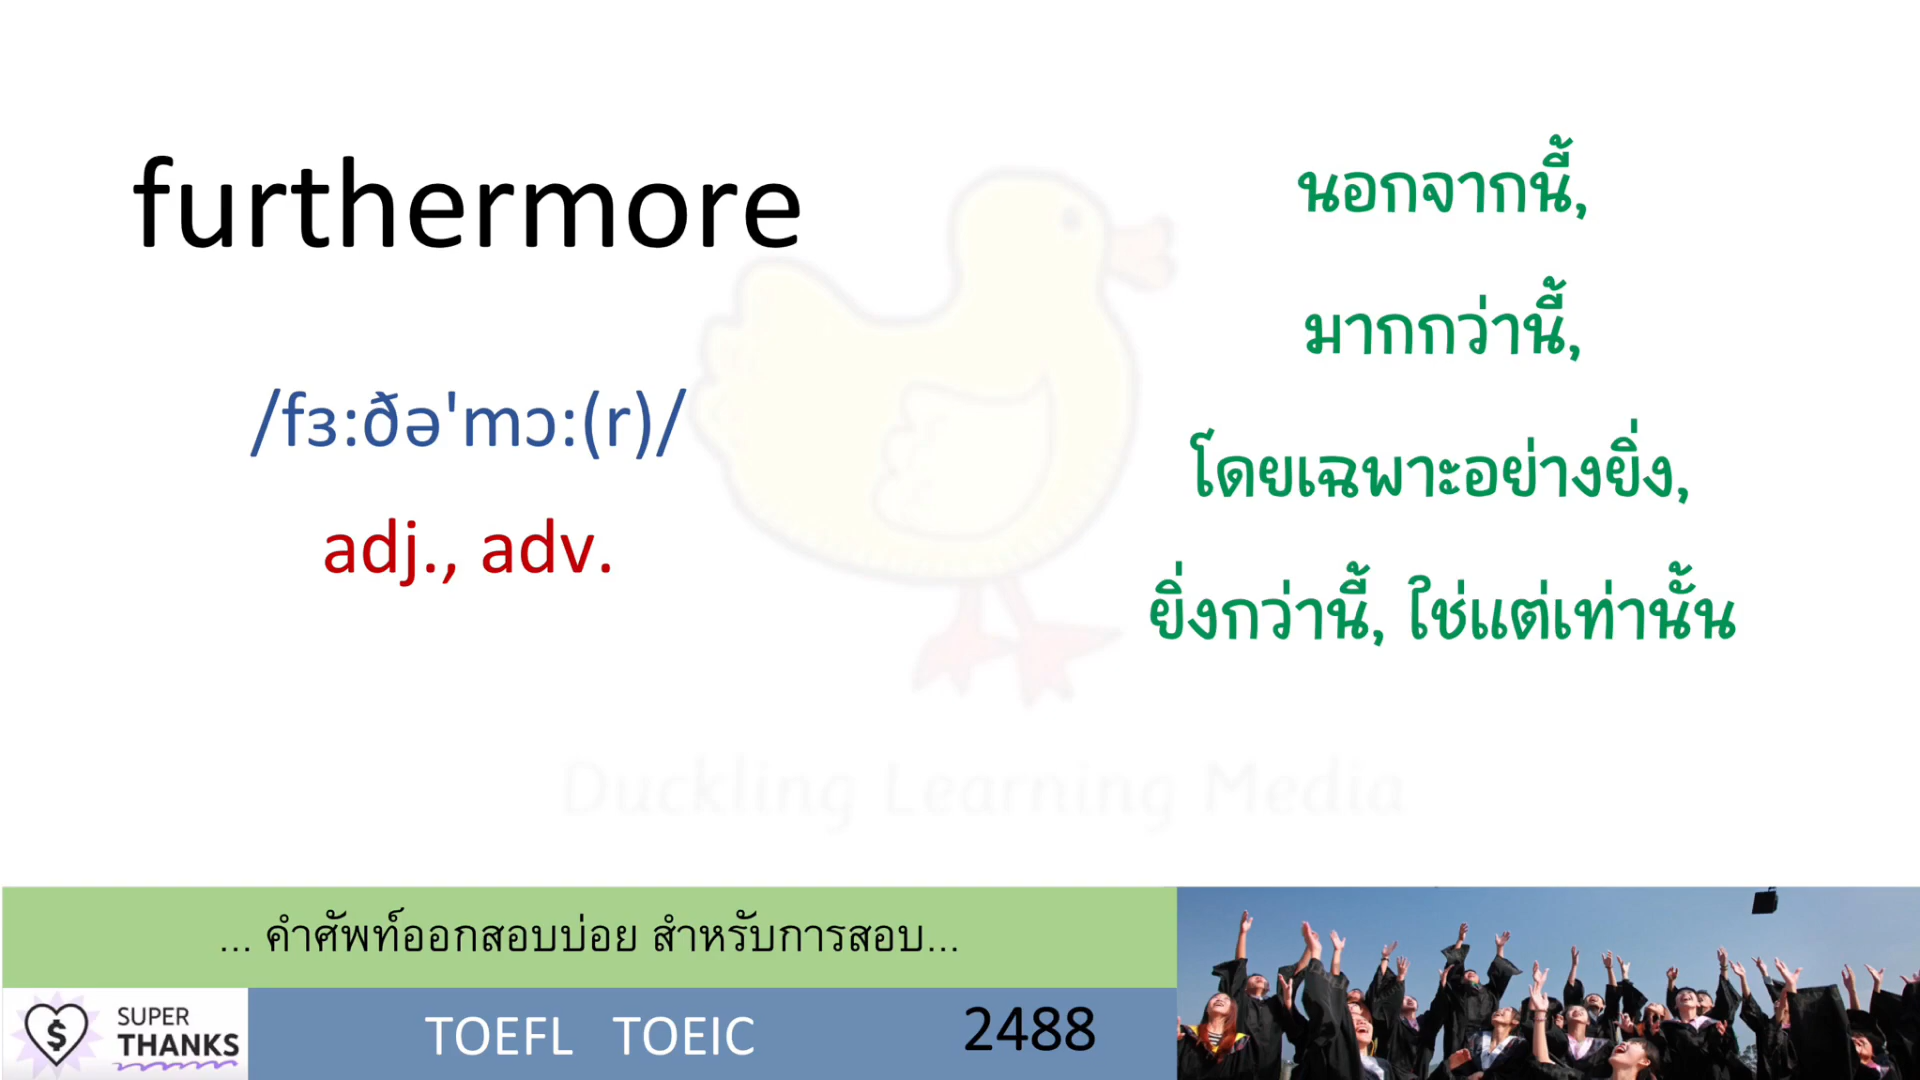 furthermore
/fɜ:ðə'mɔ:(r)/
adj., adv.
นอกจากนี้,
มากกว่านี้,
โดยเฉพาะอย่างยิ่ง,
ยิ่งกว่านี้, ใช่แต่เท่านั้น
Duckling Learning Media
... คำศัพท์ออกสอบบ่อย สำหรับการสอบ...
$ SUPER THANKS
TOEFL TOEIC 2488